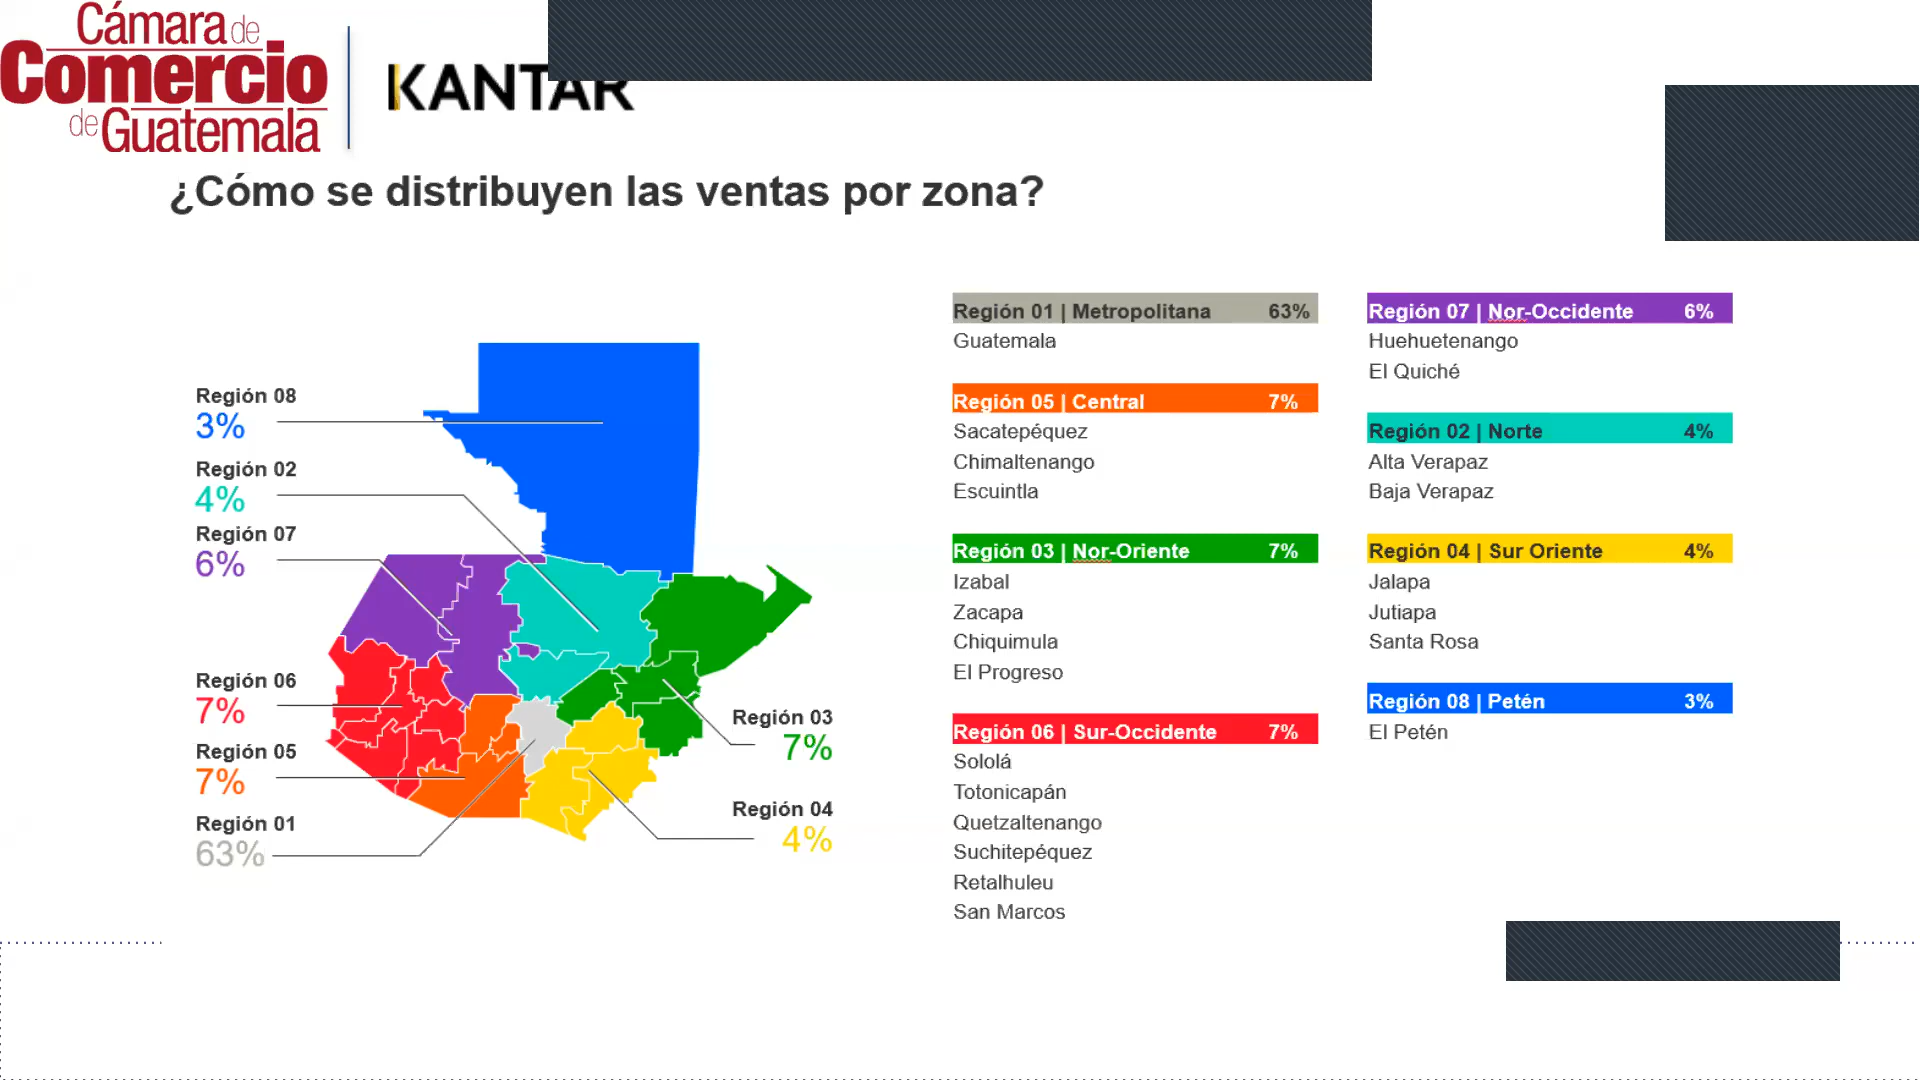 Cámara de
Comercio
de Guatemala
KANTAR
¿Cómo se distribuyen las ventas por zona?
Región 08
3%
Región 02
4%
Región 07
6%
Región 06
7%
Región 05
7%
Región 01
63%
Región 03
7%
Región 04
4%
Región 01 | Metropolitana 63%
Guatemala
Región 05 | Central 7%
Sacatepéquez
Chimaltenango
Escuintla
Región 03 | Nor-Oriente 7%
Izabal
Zacapa
Chiquimula
El Progreso
Región 06 | Sur-Occidente 7%
Sololá
Totonicapán
Quetzaltenango
Suchitepéquez
Retalhuleu
San Marcos
Región 07 | Nor-Occidente 6%
Huehuetenango
El Quiché
Región 02 | Norte 4%
Alta Verapaz
Baja Verapaz
Región 04 | Sur Oriente 4%
Jalapa
Jutiapa
Santa Rosa
Región 08 | Petén 3%
El Petén